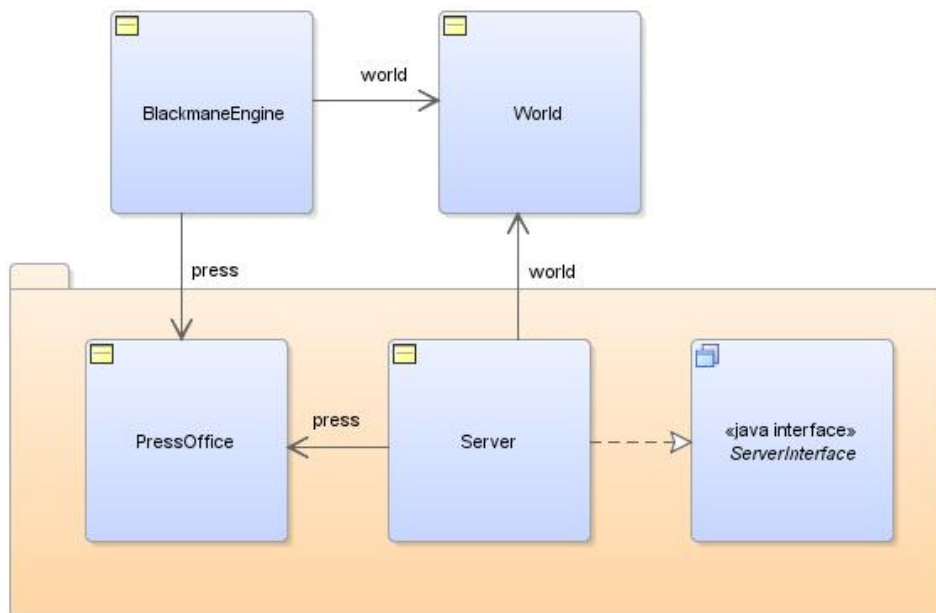 BlackmaneEngine
world
World
press
world
PressOffice
press
Server
«java interface»
ServerInterface